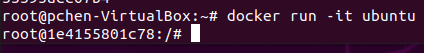 root@pchen-VirtualBox:~# docker run -it ubuntu
root@1e4155801c78:/#